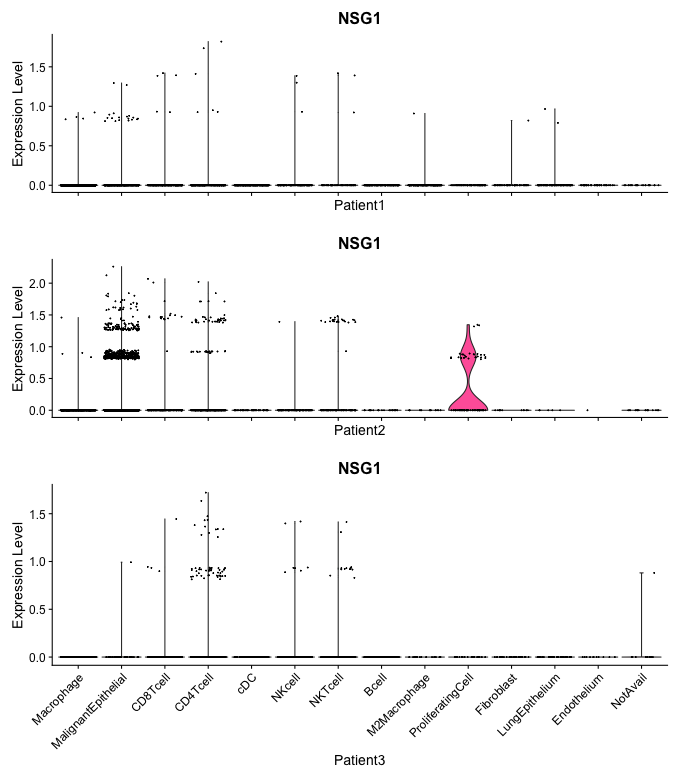 NSG1
Expression Level
1.5
1.0
0.5
0.0
Patient1
NSG1
Expression Level
2.0
1.5
1.0
0.5
0.0
Patient2
NSG1
Expression Level
1.5
1.0
0.5
0.0
Macrophage
MalignantEpithelial
CD8Tcell
CD4Tcell
cDC
NKcell
NKTcell
Bcell
M2Macrophage
ProliferatingCell
Fibroblast
LungEpithelium
Endothelium
NotAvail
Patient3